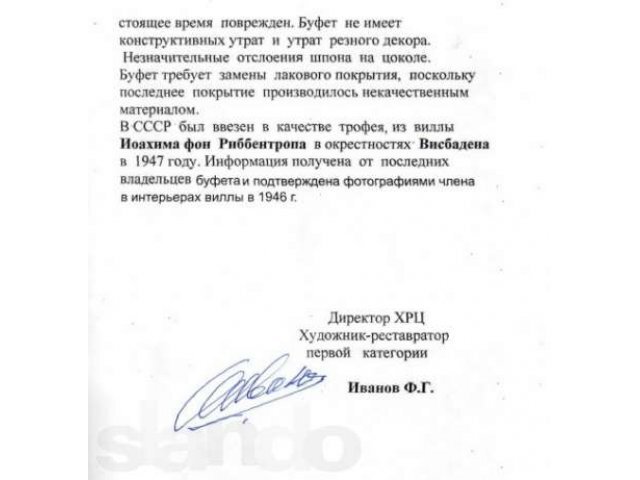 стоящее время поврежден. Буфет не имеет
конструктивных утрат и утрат резного декора.
Незначительные отслоения шпона на цоколе.
Буфет требует замены лакового покрытия, поскольку
последнее покрытие производилось некачественным
материалом.
В СССР был ввезен в качестве трофея, из виллы
Иоахима фон Риббентропа в окрестностях Висбадена
в 1947 году. Информация получена от последних
владельцев буфета и подтверждена фотографиями члена
в интерьерах виллы в 1946 г.
Директор ХРЦ
Художник-реставратор
первой категории
Иванов Ф.Г.
slando